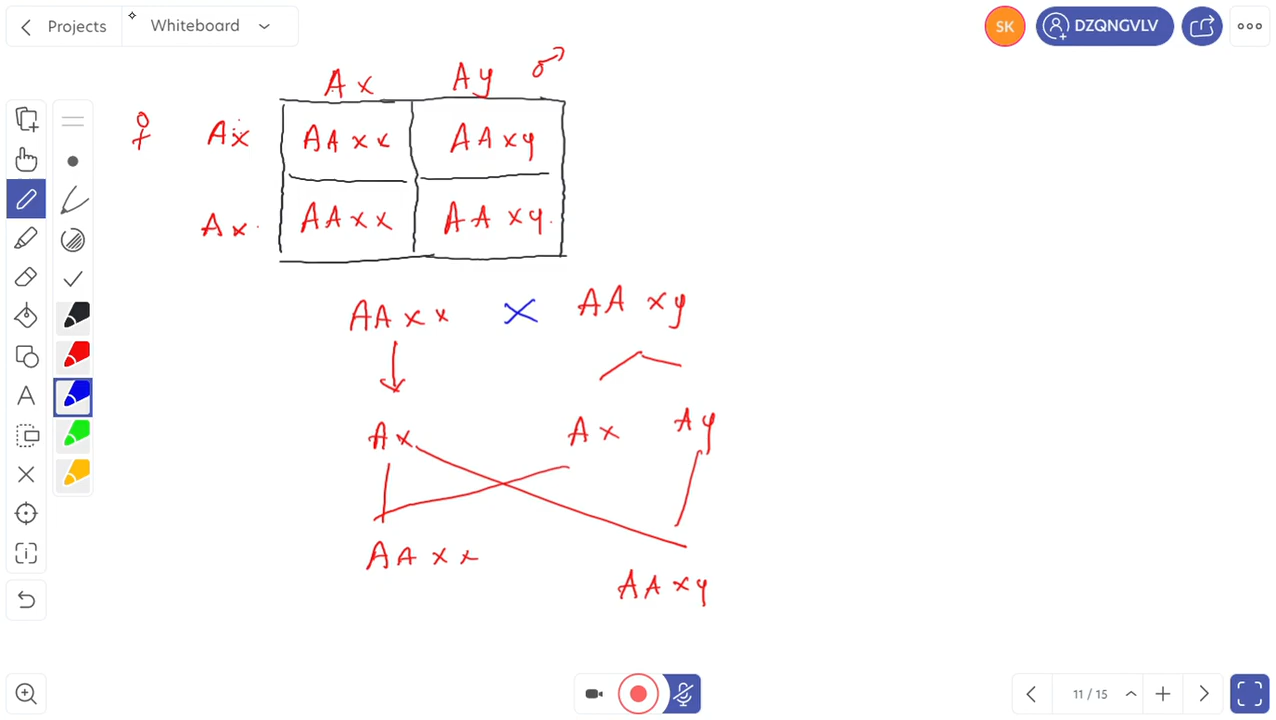 Projects
Whiteboard
SK
DZQNGVLV
Ax Ay ♂
♀ Ax AAxx AAxy
Ax. AAxx AAxy.
AAxx × AAxy
Ax Ax Ay
AAxx
AAxy
A
11 / 15